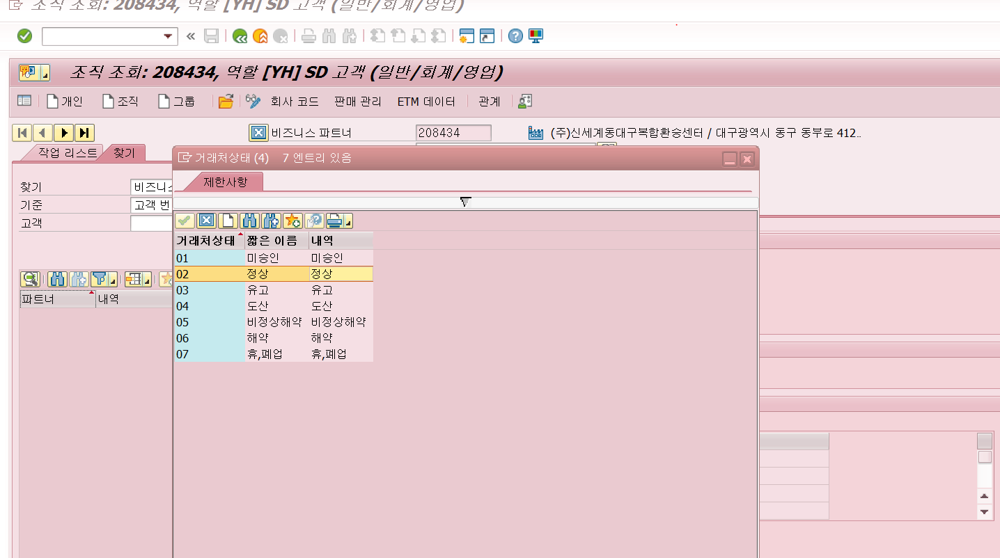 조직 조회: 208434, 역할 [YH] SD 고객 (일반/회계/영업)
조직 조회: 208434, 역할 [YH] SD 고객 (일반/회계/영업)
개인 조직 그룹 회사 코드 판매 관리 ETM 데이터 관계
비즈니스 파트너 208434 (주)신세계동대구복합환승센터 / 대구광역시 동구 동부로 412..
작업 리스트 찾기
거래처상태 (4) 7 엔트리 있음
제한사항
찾기 비즈니스
기준 고객 번
고객
거래처상태 짧은 이름 내역
01 미승인 미승인
02 정상 정상
03 유고 유고
04 도산 도산
05 비정상해약 비정상해약
06 해약 해약
07 휴,폐업 휴,폐업
파트너 내역